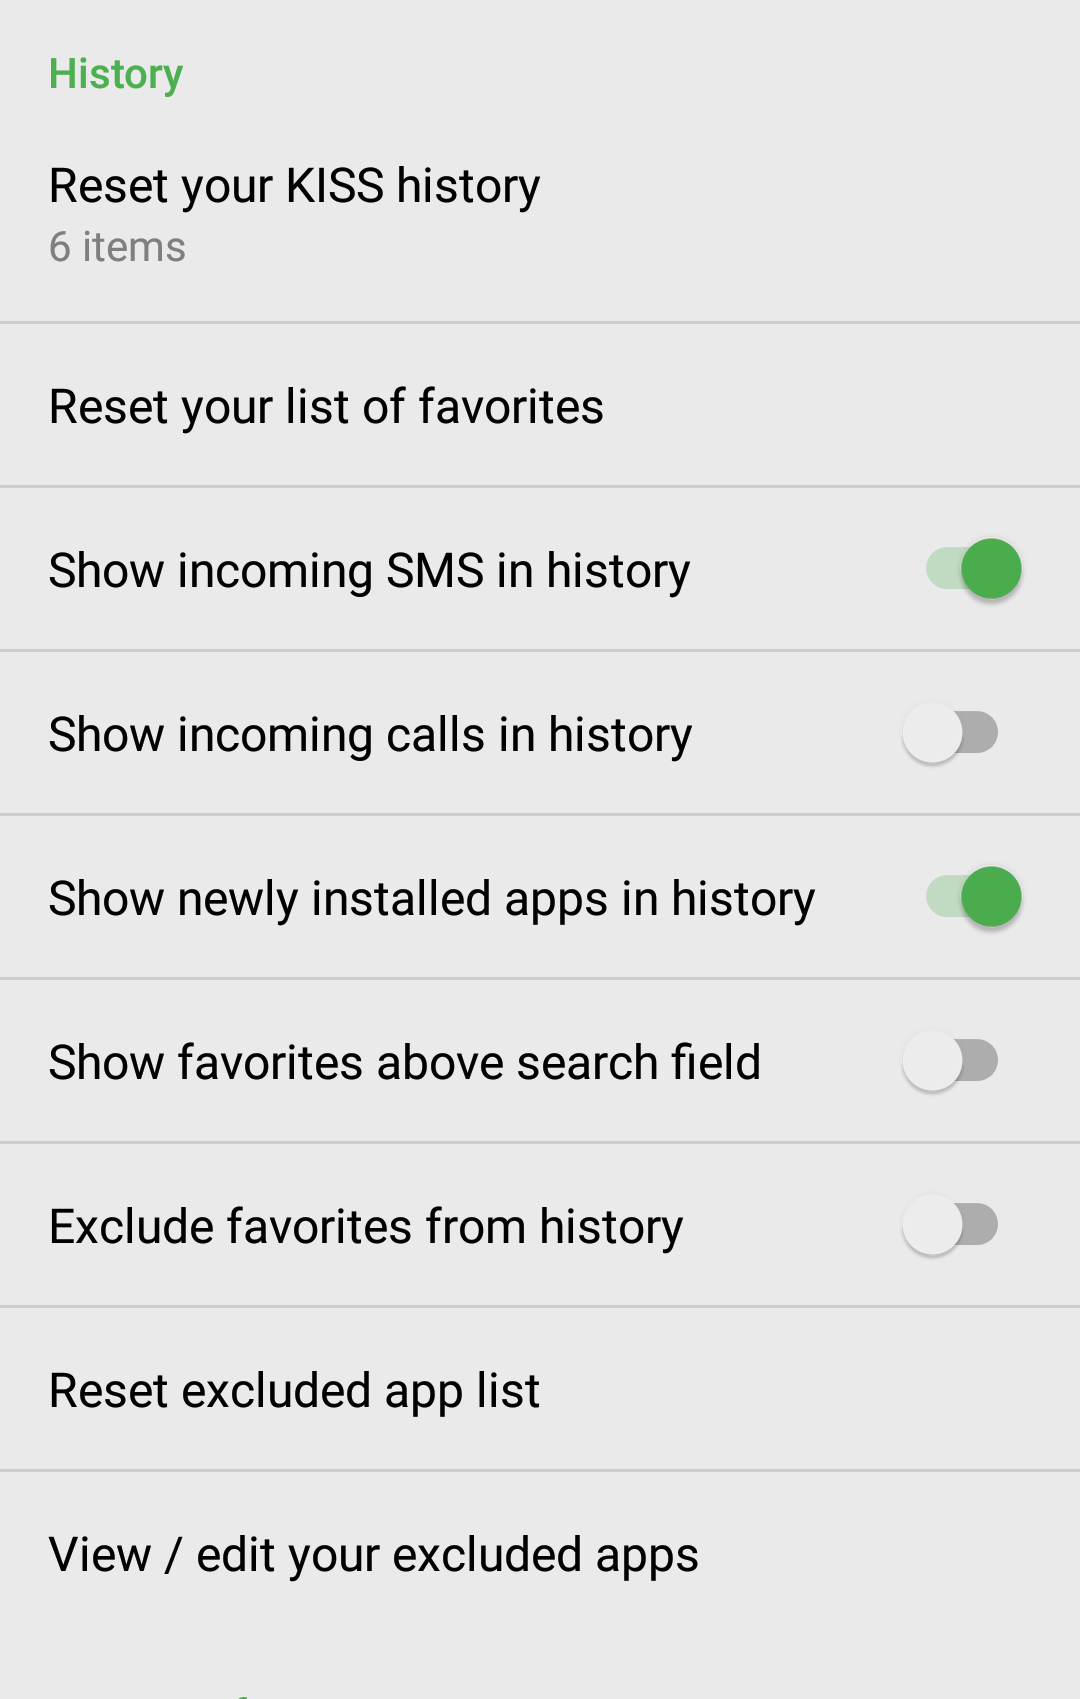 History
Reset your KISS history
6 items
Reset your list of favorites
Show incoming SMS in history
Show incoming calls in history
Show newly installed apps in history
Show favorites above search field
Exclude favorites from history
Reset excluded app list
View / edit your excluded apps